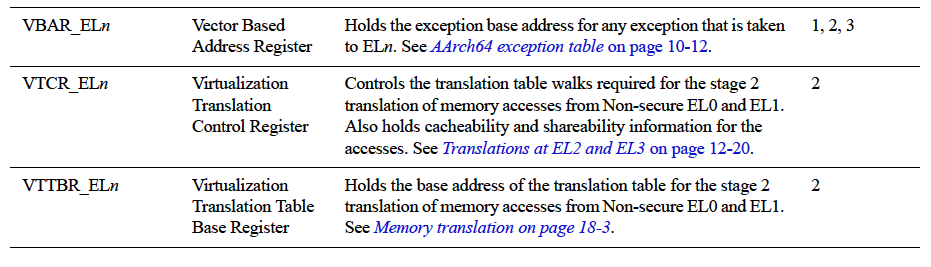 VBAR_ELn Vector Based Holds the exception base address for any exception that is taken 1, 2, 3
Address Register to ELn. See AArch64 exception table on page 10-12.
VTCR_ELn Virtualization Controls the translation table walks required for the stage 2 2
Translation translation of memory accesses from Non-secure EL0 and EL1.
Control Register Also holds cacheability and shareability information for the
accesses. See Translations at EL2 and EL3 on page 12-20.
VTTBR_ELn Virtualization Holds the base address of the translation table for the stage 2 2
Translation Table translation of memory accesses from Non-secure EL0 and EL1.
Base Register See Memory translation on page 18-3.